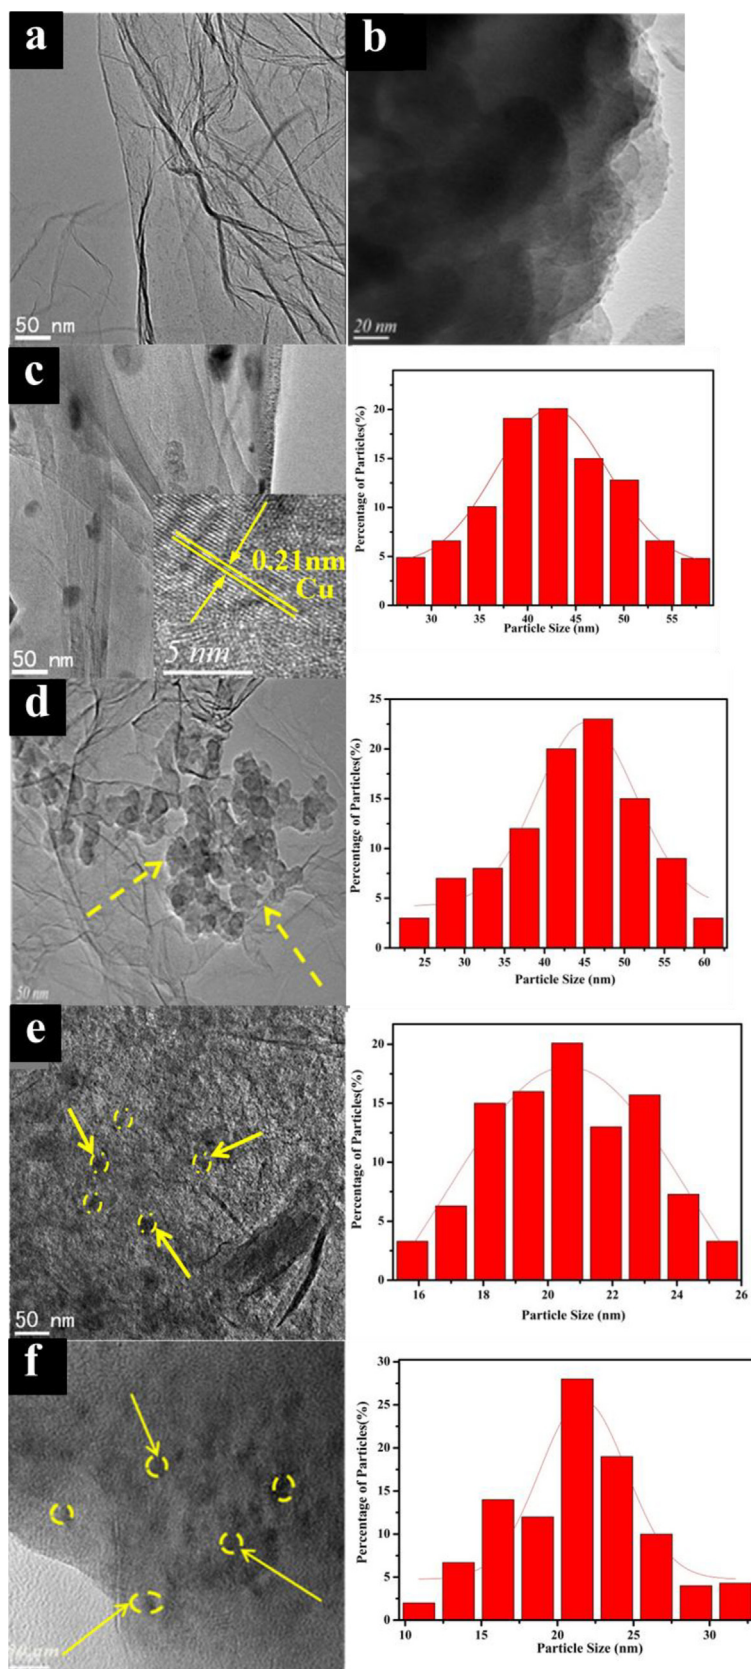 a
b
50 nm
20 nm
c
0.21nm
Cu
5 nm
50 nm
Percentage of Particles(%)
20
15
10
5
0
30 35 40 45 50 55
Particle Size (nm)
d
50 nm
Percentage of Particles(%)
25
20
15
10
5
0
25 30 35 40 45 50 55 60
Particle Size (nm)
e
50 nm
Percentage of Particles(%)
20
15
10
5
0
16 18 20 22 24 26
Particle Size (nm)
f
nm
Percentage of Particles(%)
30
25
20
15
10
5
0
10 15 20 25 30
Particle Size (nm)